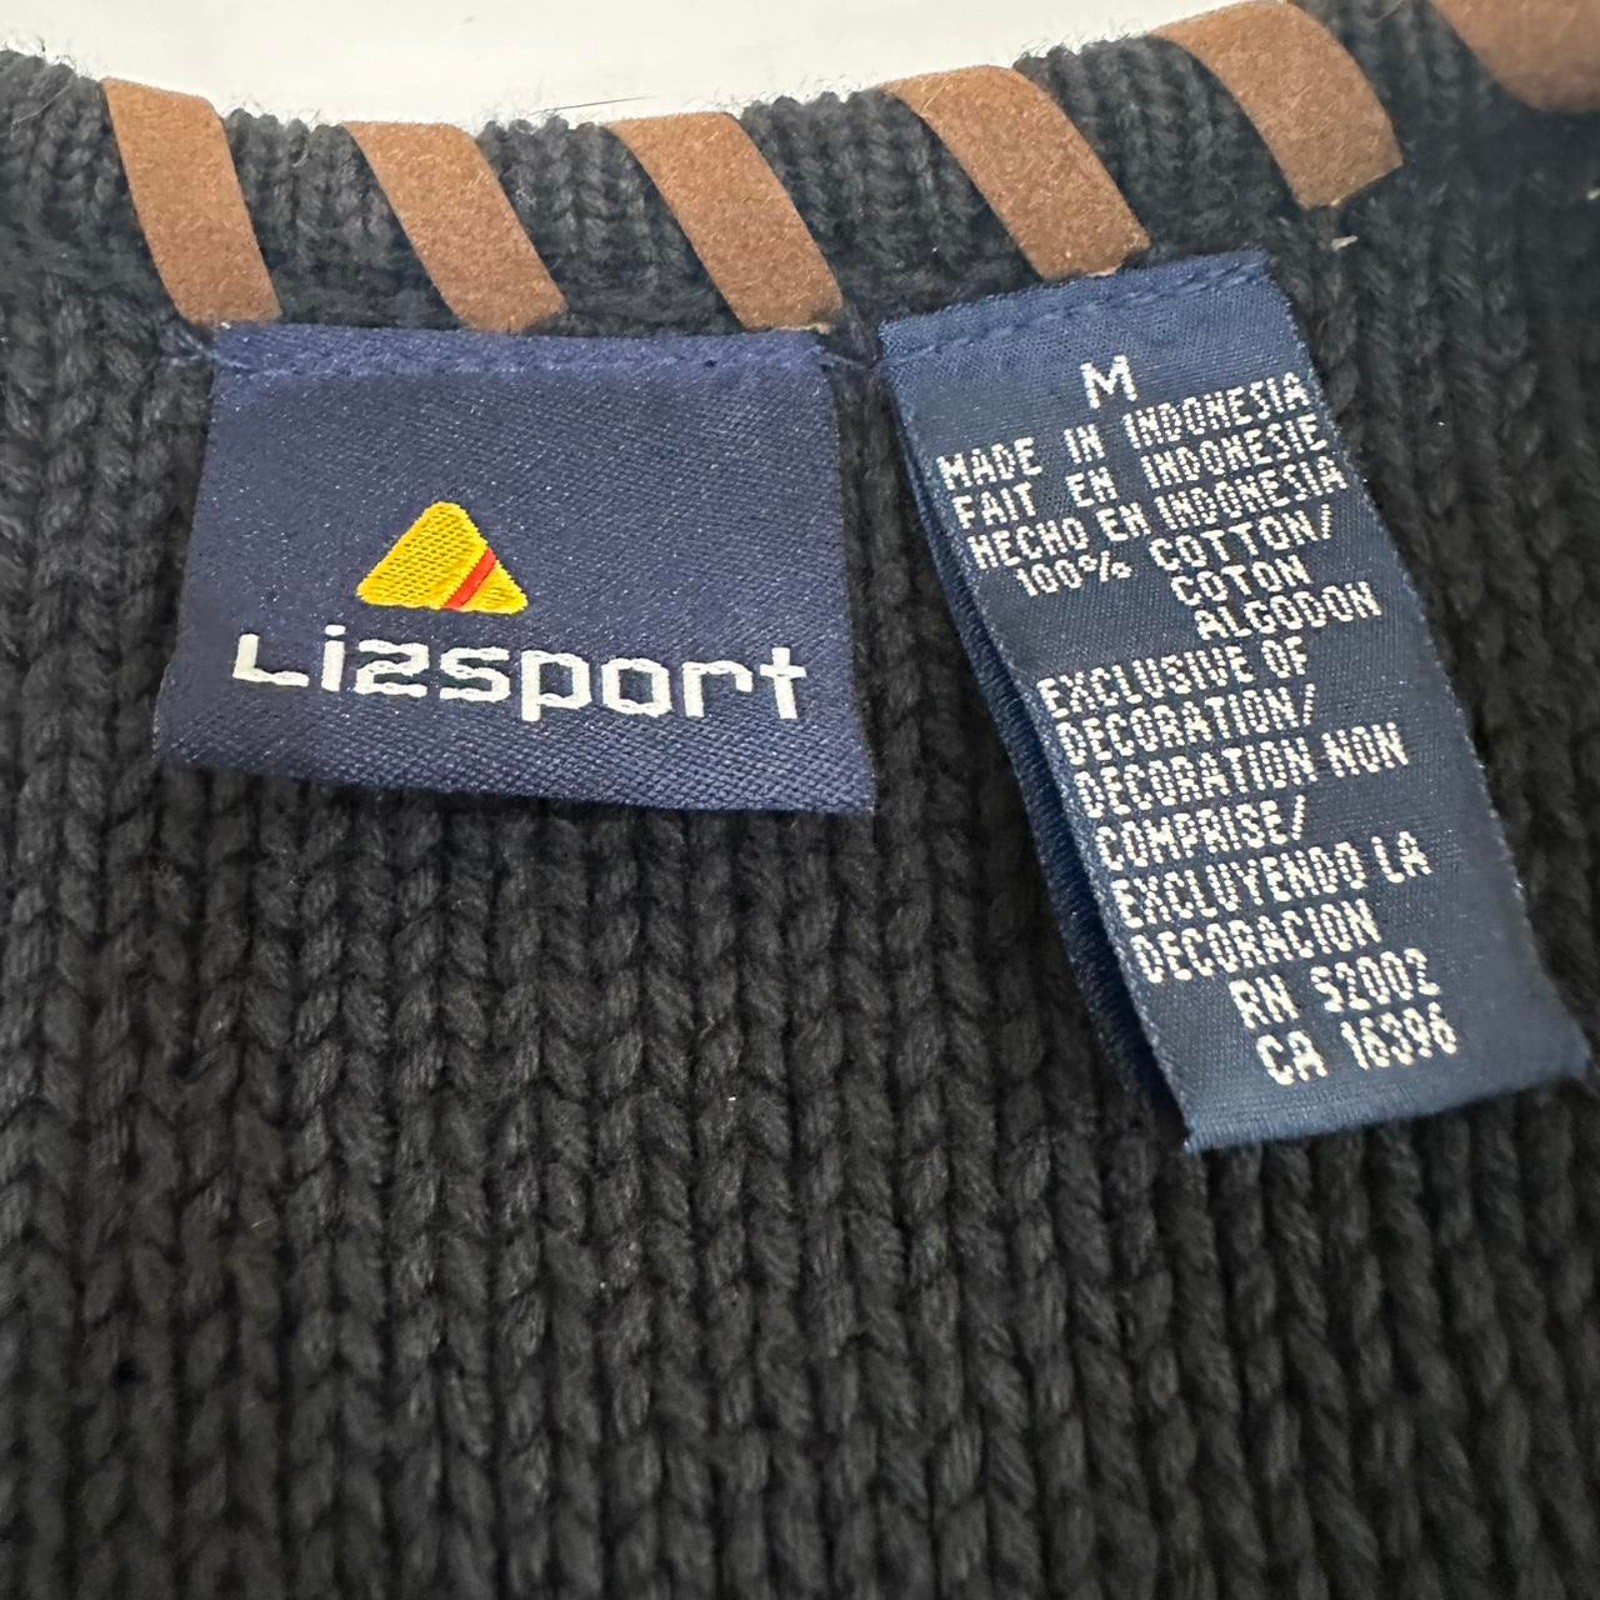 Lizsport
M
MADE IN INDONESIA
FAIT EN INDONESIE
HECHO EN INDONESIA
100% COTTON/
COTON
ALGODON
EXCLUSIVE OF
DECORATION/
DECORATION NON
COMPRISE/
EXCLUYENDO LA
DECORACION
RN 52002
CA 16396